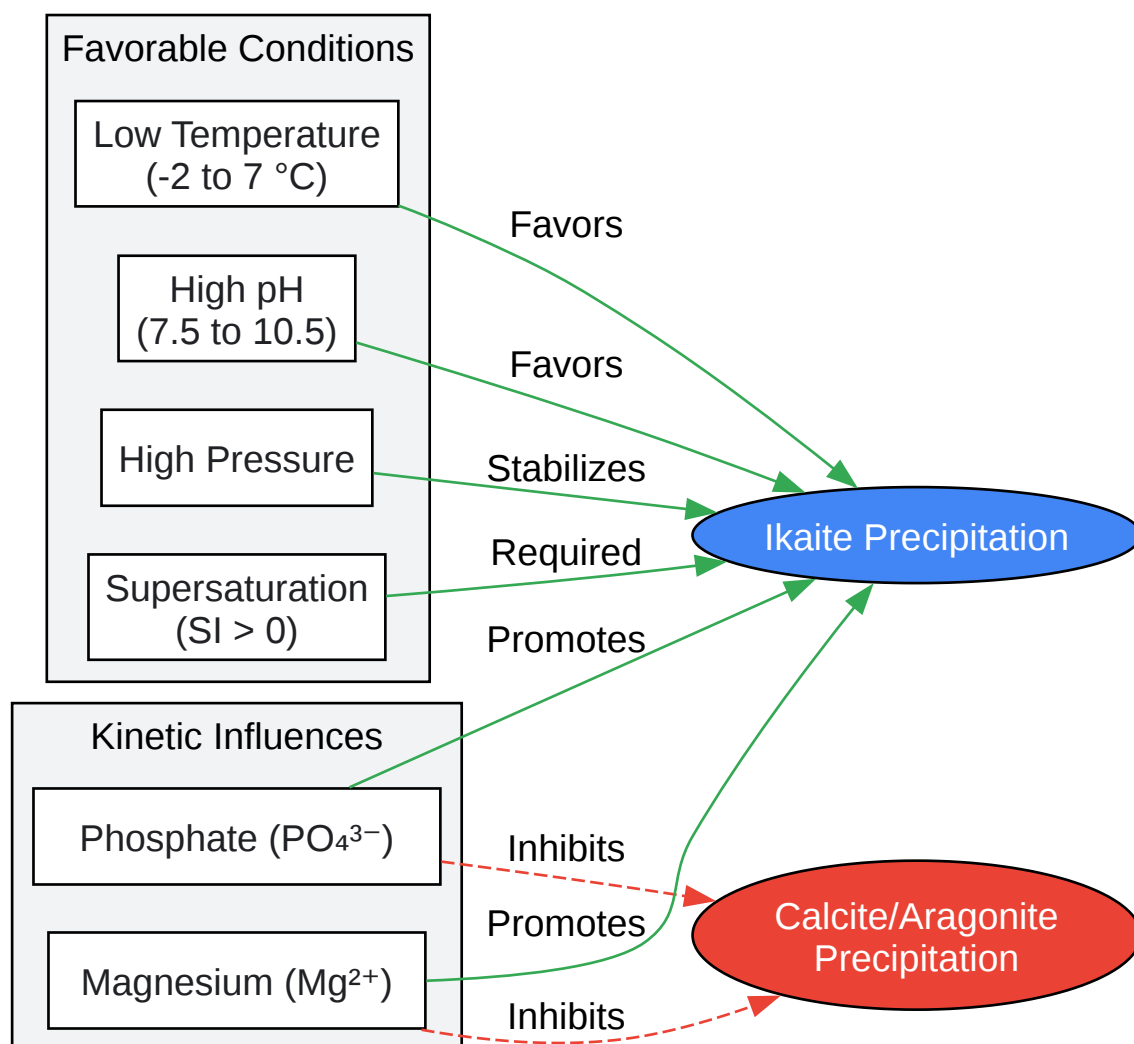 Favorable Conditions
Low Temperature
(-2 to 7 °C)
Favors
High pH
(7.5 to 10.5)
Favors
High Pressure
Stabilizes
Ikaite Precipitation
Required
Supersaturation
(SI > 0)
Promotes
Kinetic Influences
Phosphate (PO₄³⁻)
Inhibits
Calcite/Aragonite
Precipitation
Promotes
Magnesium (Mg²⁺)
Inhibits